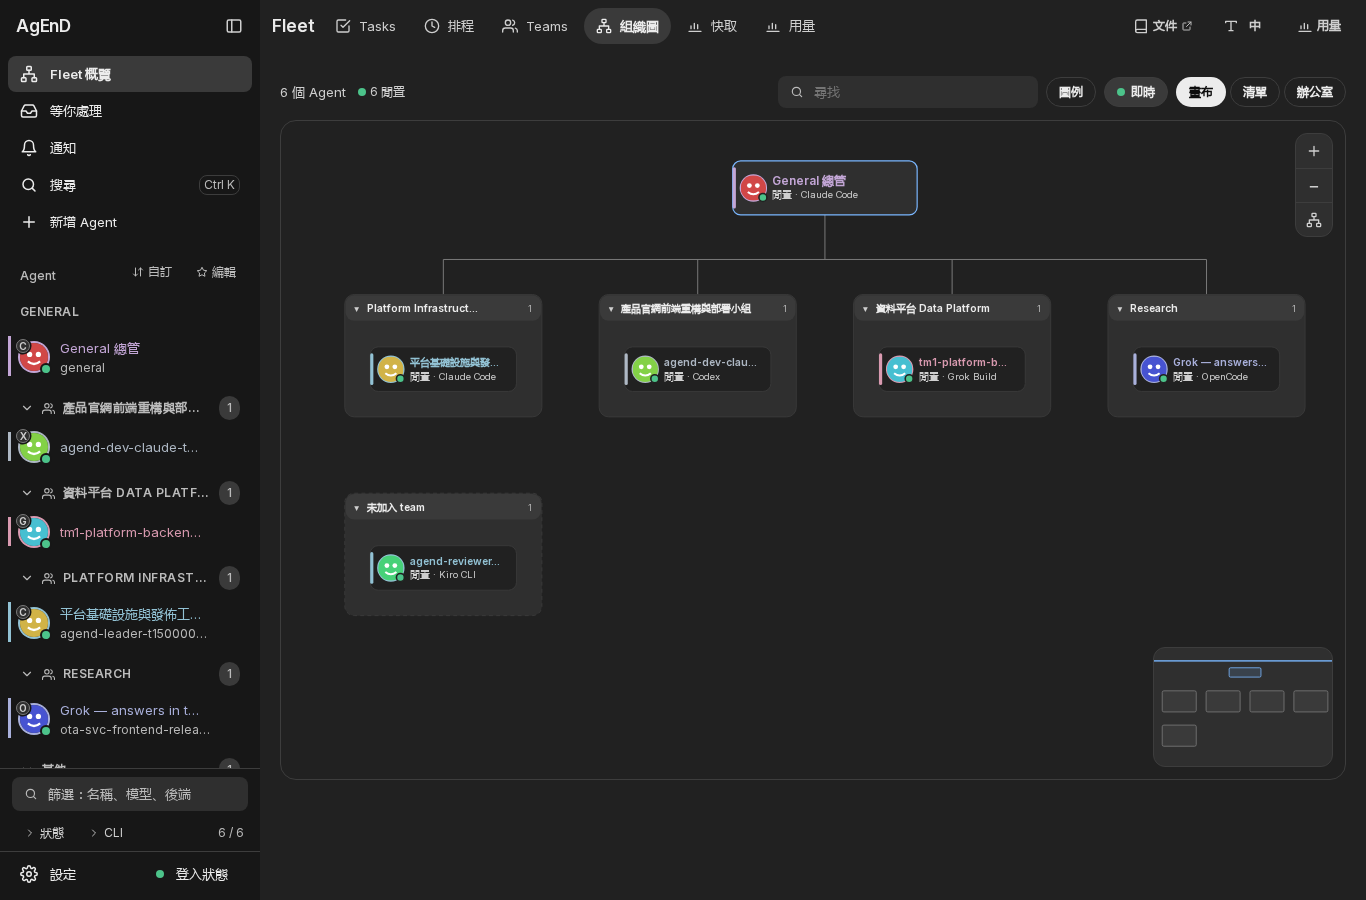 AgEnD
Fleet 概覽
等你處理
通知
搜尋
Ctrl K
新增 Agent
Agent
自訂
編輯
GENERAL
C
General 總管
general
產品官網前端重構與部...
1
X
agend-dev-claude-t...
資料平台 DATA PLATF...
1
G
tm1-platform-backen...
PLATFORM INFRAST...
1
C
平台基礎設施與發佈工...
agend-leader-t150000...
RESEARCH
1
O
Grok — answers in t...
ota-svc-frontend-relea...
篩選：名稱、模型、後端
狀態
CLI
6 / 6
設定
登入狀態
Fleet
Tasks
排程
Teams
組織圖
快取
用量
文件
中
用量
6 個 Agent
6 閒置
尋找
圖例
即時
畫布
清單
辦公室
General 總管
閒置 · Claude Code
Platform Infrastruct...
1
平台基礎設施與發...
閒置 · Claude Code
產品官網前端重構與部署小組
1
agend-dev-clau...
閒置 · Codex
資料平台 Data Platform
1
tm1-platform-b...
閒置 · Grok Build
Research
1
Grok — answers...
閒置 · OpenCode
未加入 team
1
agend-reviewer...
閒置 · Kiro CLI